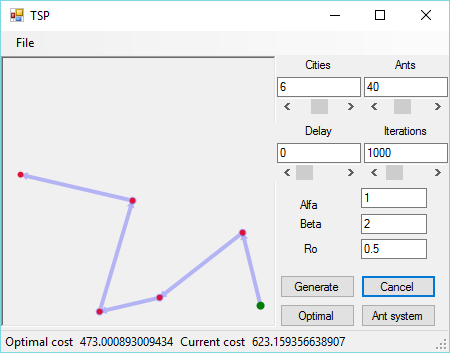 TSP
File
Cities Ants
6 40
Delay Iterations
0 1000
Alfa 1
Beta 2
Ro 0.5
Generate Cancel
Optimal Ant system
Optimal cost 473.000893009434 Current cost 623.159356638907